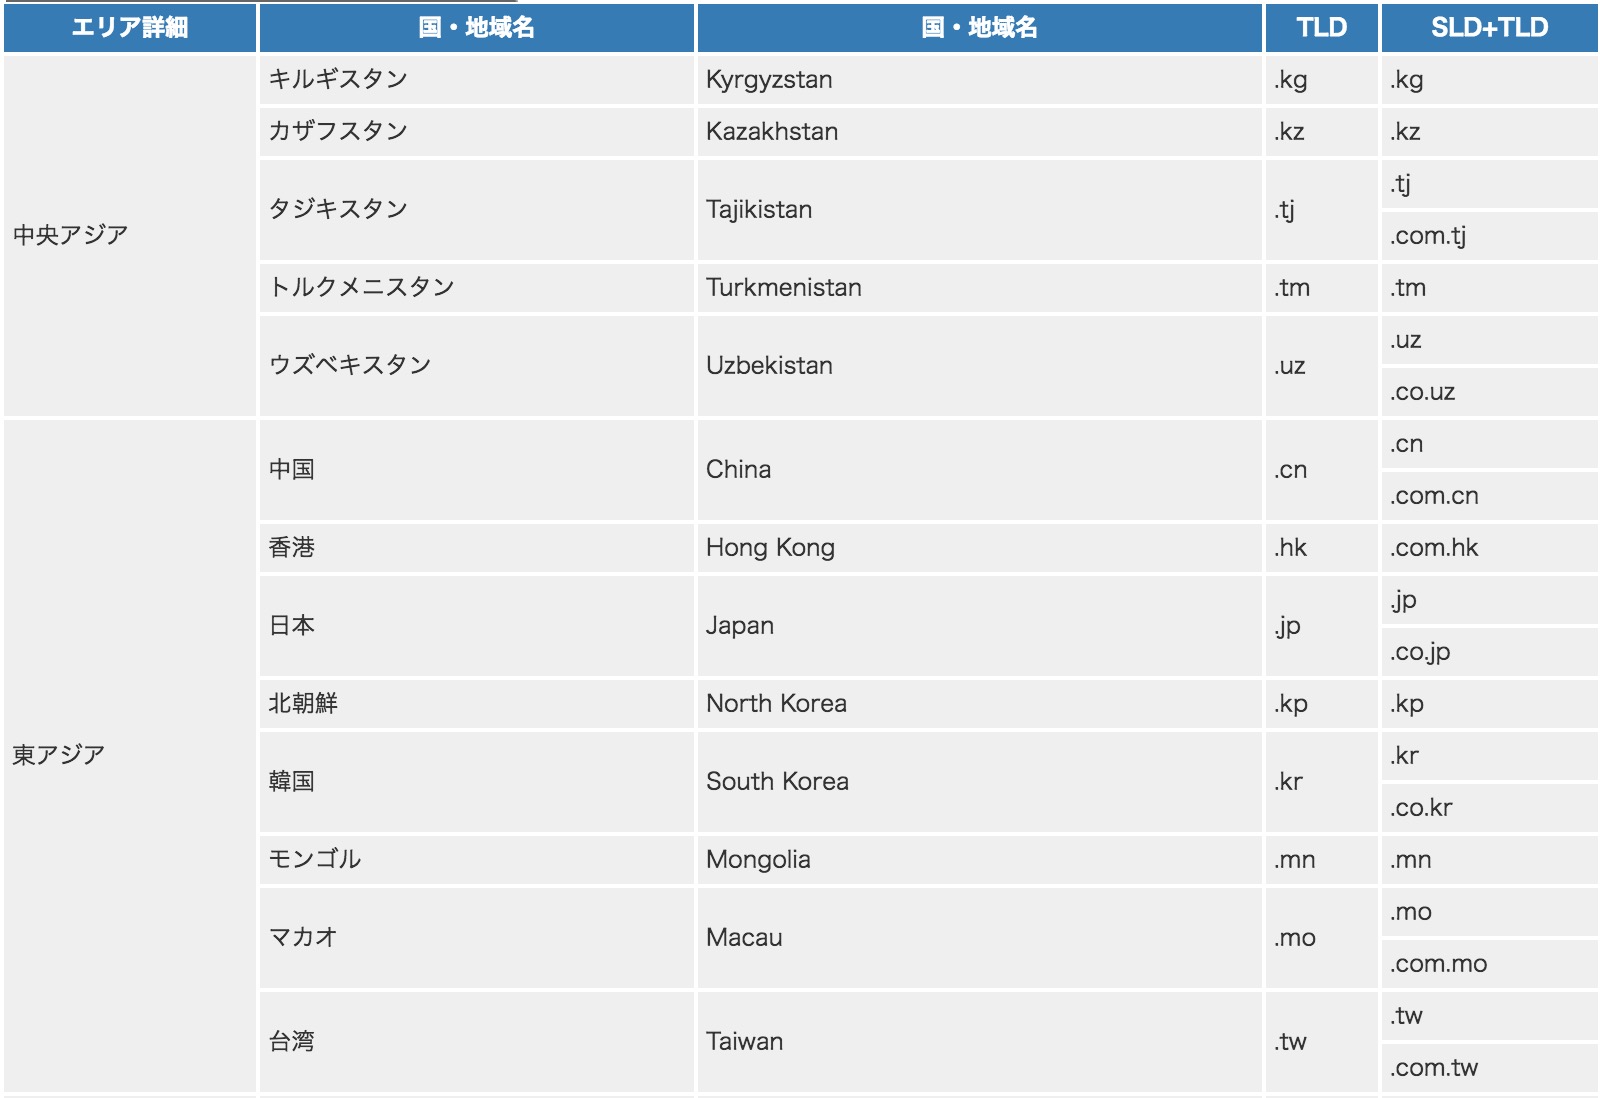 エリア詳細 国・地域名 国・地域名 TLD SLD+TLD
中央アジア キルギスタン Kyrgyzstan .kg .kg
カザフスタン Kazakhstan .kz .kz
タジキスタン Tajikistan .tj .tj
.com.tj
トルクメニスタン Turkmenistan .tm .tm
ウズベキスタン Uzbekistan .uz .uz
.co.uz
東アジア 中国 China .cn .cn
.com.cn
香港 Hong Kong .hk .com.hk
日本 Japan .jp .jp
.co.jp
北朝鮮 North Korea .kp .kp
韓国 South Korea .kr .kr
.co.kr
モンゴル Mongolia .mn .mn
マカオ Macau .mo .mo
.com.mo
台湾 Taiwan .tw .tw
.com.tw